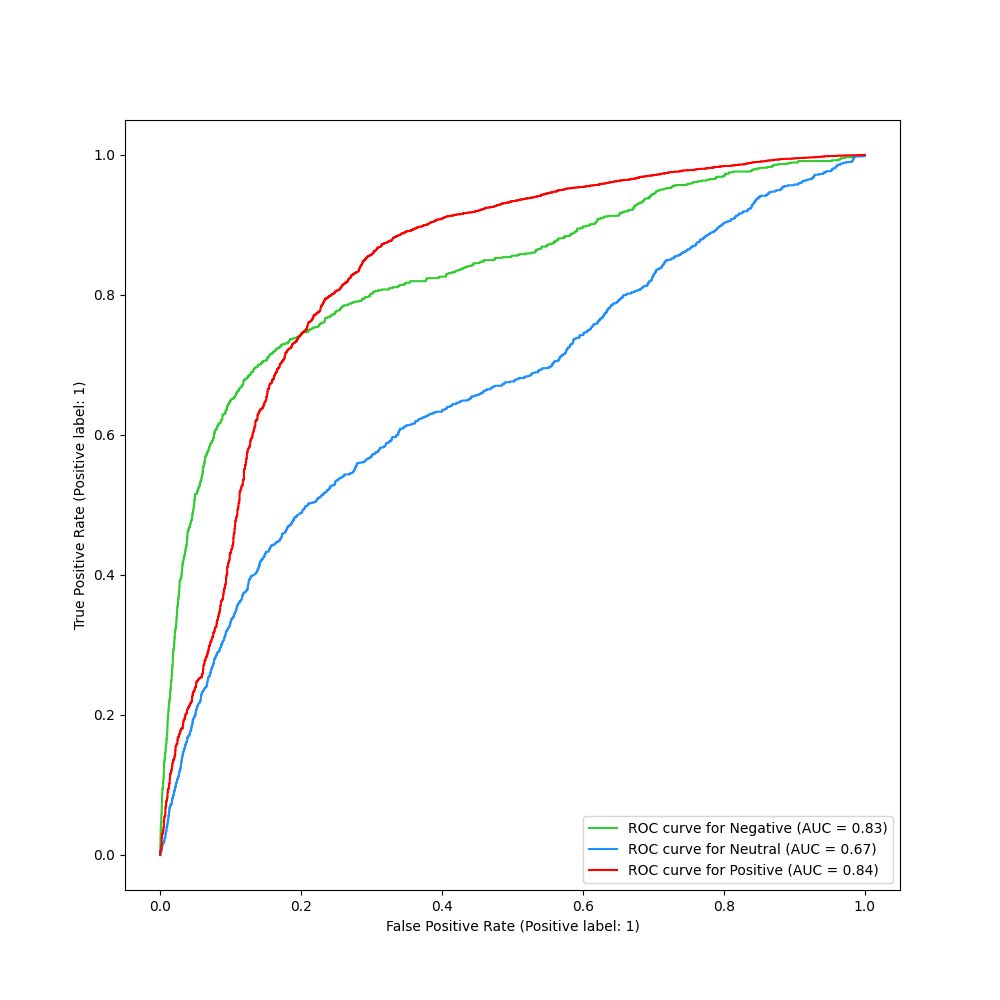 1.0
0.8
0.6
0.4
0.2
0.0
True Positive Rate (Positive label: 1)
ROC curve for Negative (AUC = 0.83)
ROC curve for Neutral (AUC = 0.67)
ROC curve for Positive (AUC = 0.84)
0.0 0.2 0.4 0.6 0.8 1.0
False Positive Rate (Positive label: 1)